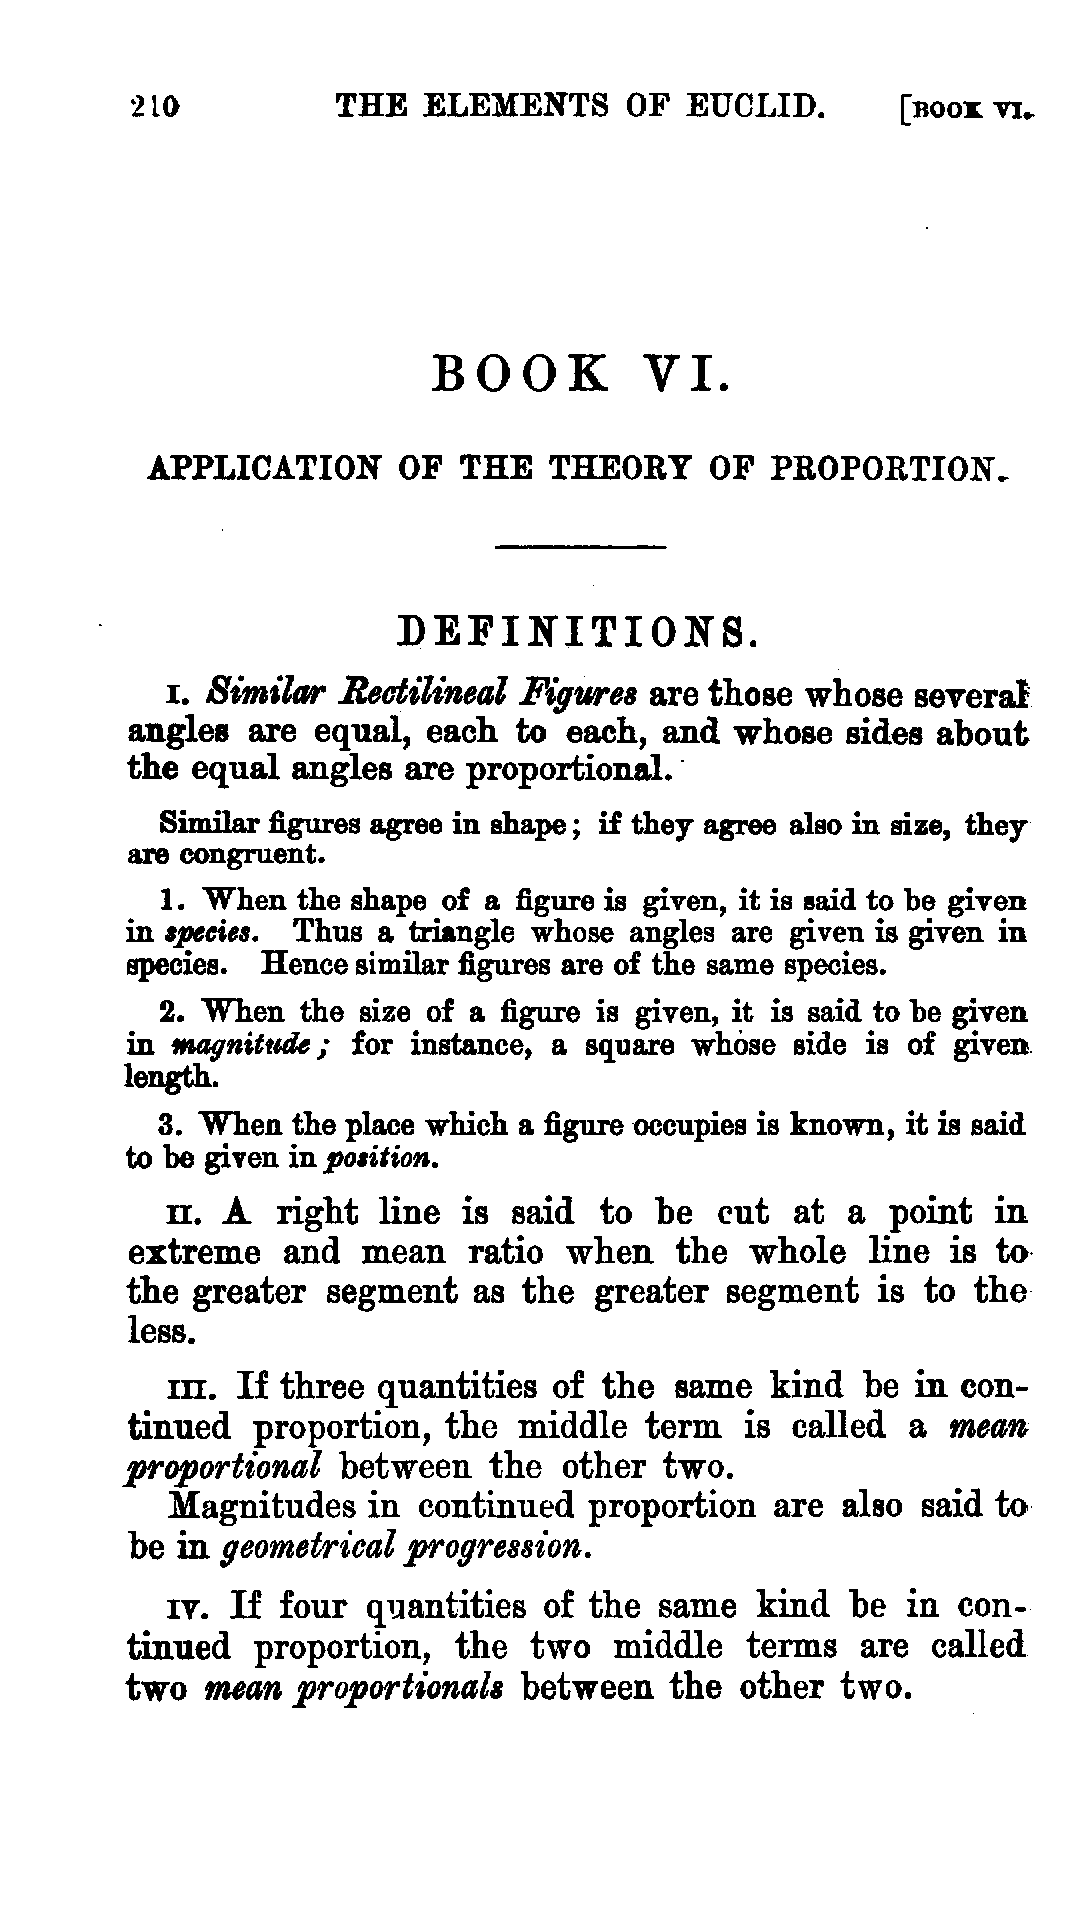 210 THE ELEMENTS OF EUCLID. [BOOK VI.
BOOK VI.
APPLICATION OF THE THEORY OF PROPORTION.
DEFINITIONS.
I. Similar Rectilineal Figures are those whose several
angles are equal, each to each, and whose sides about
the equal angles are proportional.
Similar figures agree in shape; if they agree also in size, they
are congruent.
1. When the shape of a figure is given, it is said to be given
in species. Thus a triangle whose angles are given is given in
species. Hence similar figures are of the same species.
2. When the size of a figure is given, it is said to be given
in magnitude; for instance, a square whose side is of given
length.
3. When the place which a figure occupies is known, it is said
to be given in position.
II. A right line is said to be cut at a point in
extreme and mean ratio when the whole line is to
the greater segment as the greater segment is to the
less.
III. If three quantities of the same kind be in con-
tinued proportion, the middle term is called a mean
proportional between the other two.
Magnitudes in continued proportion are also said to
be in geometrical progression.
IV. If four quantities of the same kind be in con-
tinued proportion, the two middle terms are called
two mean proportionals between the other two.